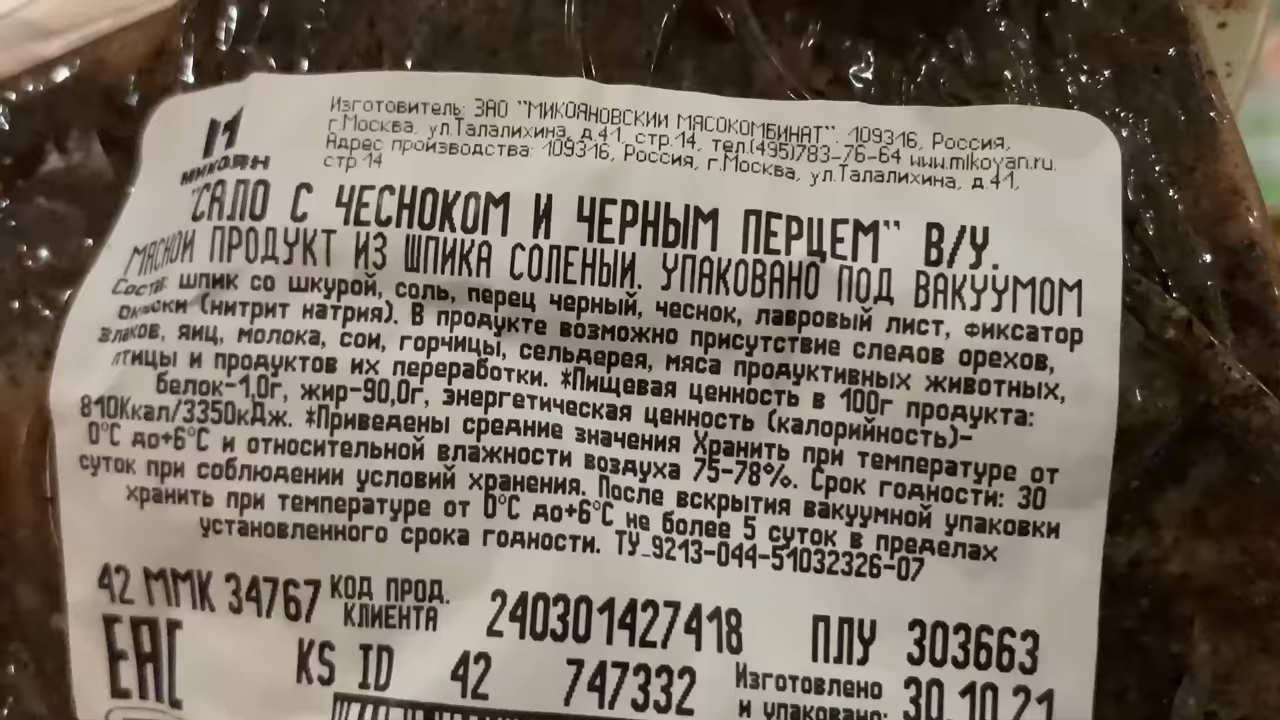 Изготовитель: ЗАО "МИКОЯНОВСКИЙ МЯСОКОМБИНАТ". 109316, Россия,
г.Москва, ул.Талалихина, д.41, стр.14, тел.(495)783-76-64 www.mikoyan.ru.
Адрес производства: 109316, Россия, г.Москва, ул.Талалихина, д.41,
стр 14
МИКОЯН
"САЛО С ЧЕСНОКОМ И ЧЕРНЫМ ПЕРЦЕМ" В/У.
МЯСНОЙ ПРОДУКТ ИЗ ШПИКА СОЛЕНЫЙ. УПАКОВАНО ПОД ВАКУУМОМ
Состав: шпик со шкурой, соль, перец черный, чеснок, лавровый лист, фиксатор
окраски (нитрит натрия). В продукте возможно присутствие следов орехов,
злаков, яиц, молока, сои, горчицы, сельдерея, мяса продуктивных животных,
птицы и продуктов их переработки. *Пищевая ценность в 100г продукта:
белок-1,0г, жир-90,0г, энергетическая ценность (калорийность)-
810Ккал/3350кДж. *Приведены средние значения Хранить при температуре от
0°С до+6°С и относительной влажности воздуха 75-78%. Срок годности: 30
суток при соблюдении условий хранения. После вскрытия вакуумной упаковки
хранить при температуре от 0°С до+6°С не более 5 суток в пределах
установленного срока годности. ТУ_9213-044-51032326-07
42 ММК 34767 КОД ПРОД. КЛИЕНТА 240301427418 ПЛУ 303663
ЕАС KS ID 42 747332 Изготовлено и упаковано: 30.10.21